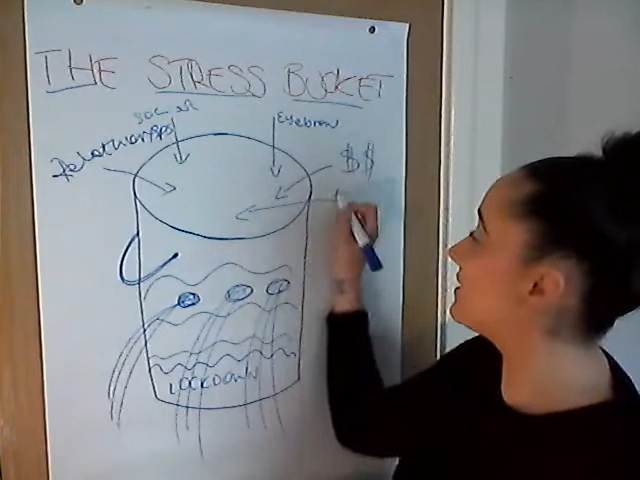 THE STRESS BUCKET
Social
Eyebrow
Relationships
$$
LOCKDOWN